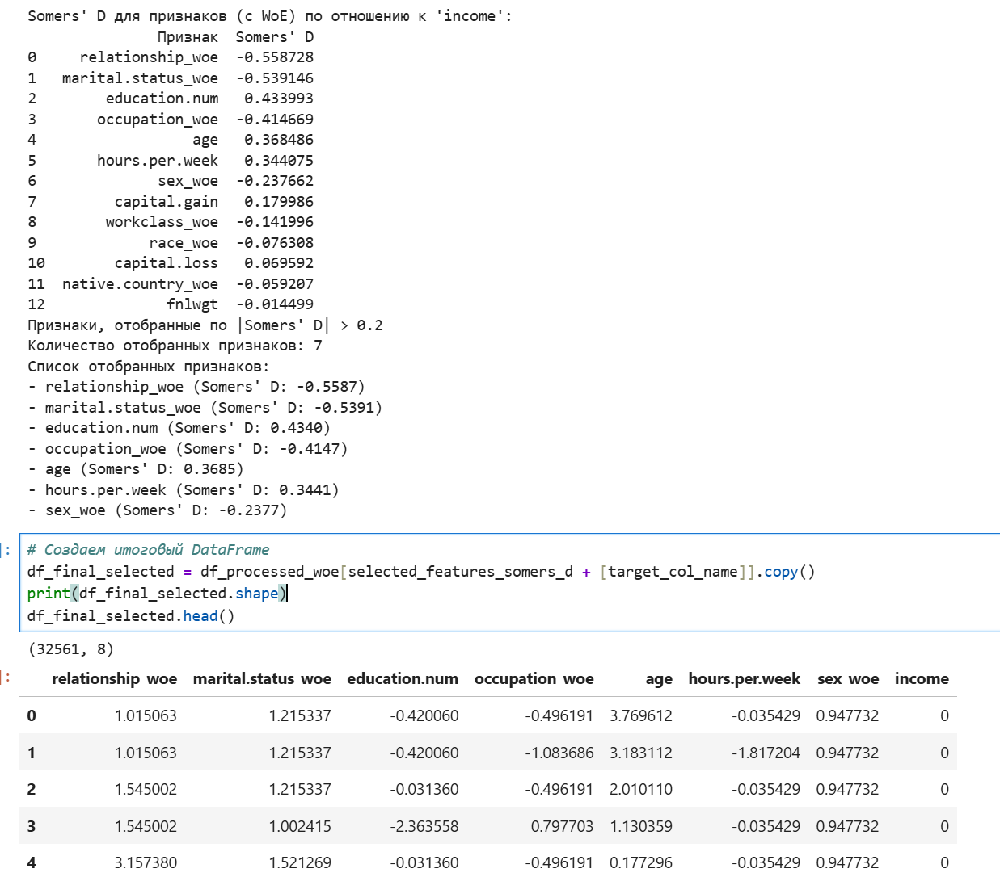 Somers' D для признаков (с WoE) по отношению к 'income':
Признак Somers' D
0 relationship_woe -0.558728
1 marital.status_woe -0.539146
2 education.num 0.433993
3 occupation_woe -0.414669
4 age 0.368486
5 hours.per.week 0.344075
6 sex_woe -0.237662
7 capital.gain 0.179986
8 workclass_woe -0.141996
9 race_woe -0.076308
10 capital.loss 0.069592
11 native.country_woe -0.059207
12 fnlwgt -0.014499
Признаки, отобранные по |Somers' D| > 0.2
Количество отобранных признаков: 7
Список отобранных признаков:
- relationship_woe (Somers' D: -0.5587)
- marital.status_woe (Somers' D: -0.5391)
- education.num (Somers' D: 0.4340)
- occupation_woe (Somers' D: -0.4147)
- age (Somers' D: 0.3685)
- hours.per.week (Somers' D: 0.3441)
- sex_woe (Somers' D: -0.2377)
]: # Создаем итоговый DataFrame
df_final_selected = df_processed_woe[selected_features_somers_d + [target_col_name]].copy()
print(df_final_selected.shape)
df_final_selected.head()
(32561, 8)
]: relationship_woe marital.status_woe education.num occupation_woe age hours.per.week sex_woe income
0 1.015063 1.215337 -0.420060 -0.496191 3.769612 -0.035429 0.947732 0
1 1.015063 1.215337 -0.420060 -1.083686 3.183112 -1.817204 0.947732 0
2 1.545002 1.215337 -0.031360 -0.496191 2.010110 -0.035429 0.947732 0
3 1.545002 1.002415 -2.363558 0.797703 1.130359 -0.035429 0.947732 0
4 3.157380 1.521269 -0.031360 -0.496191 0.177296 -0.035429 0.947732 0